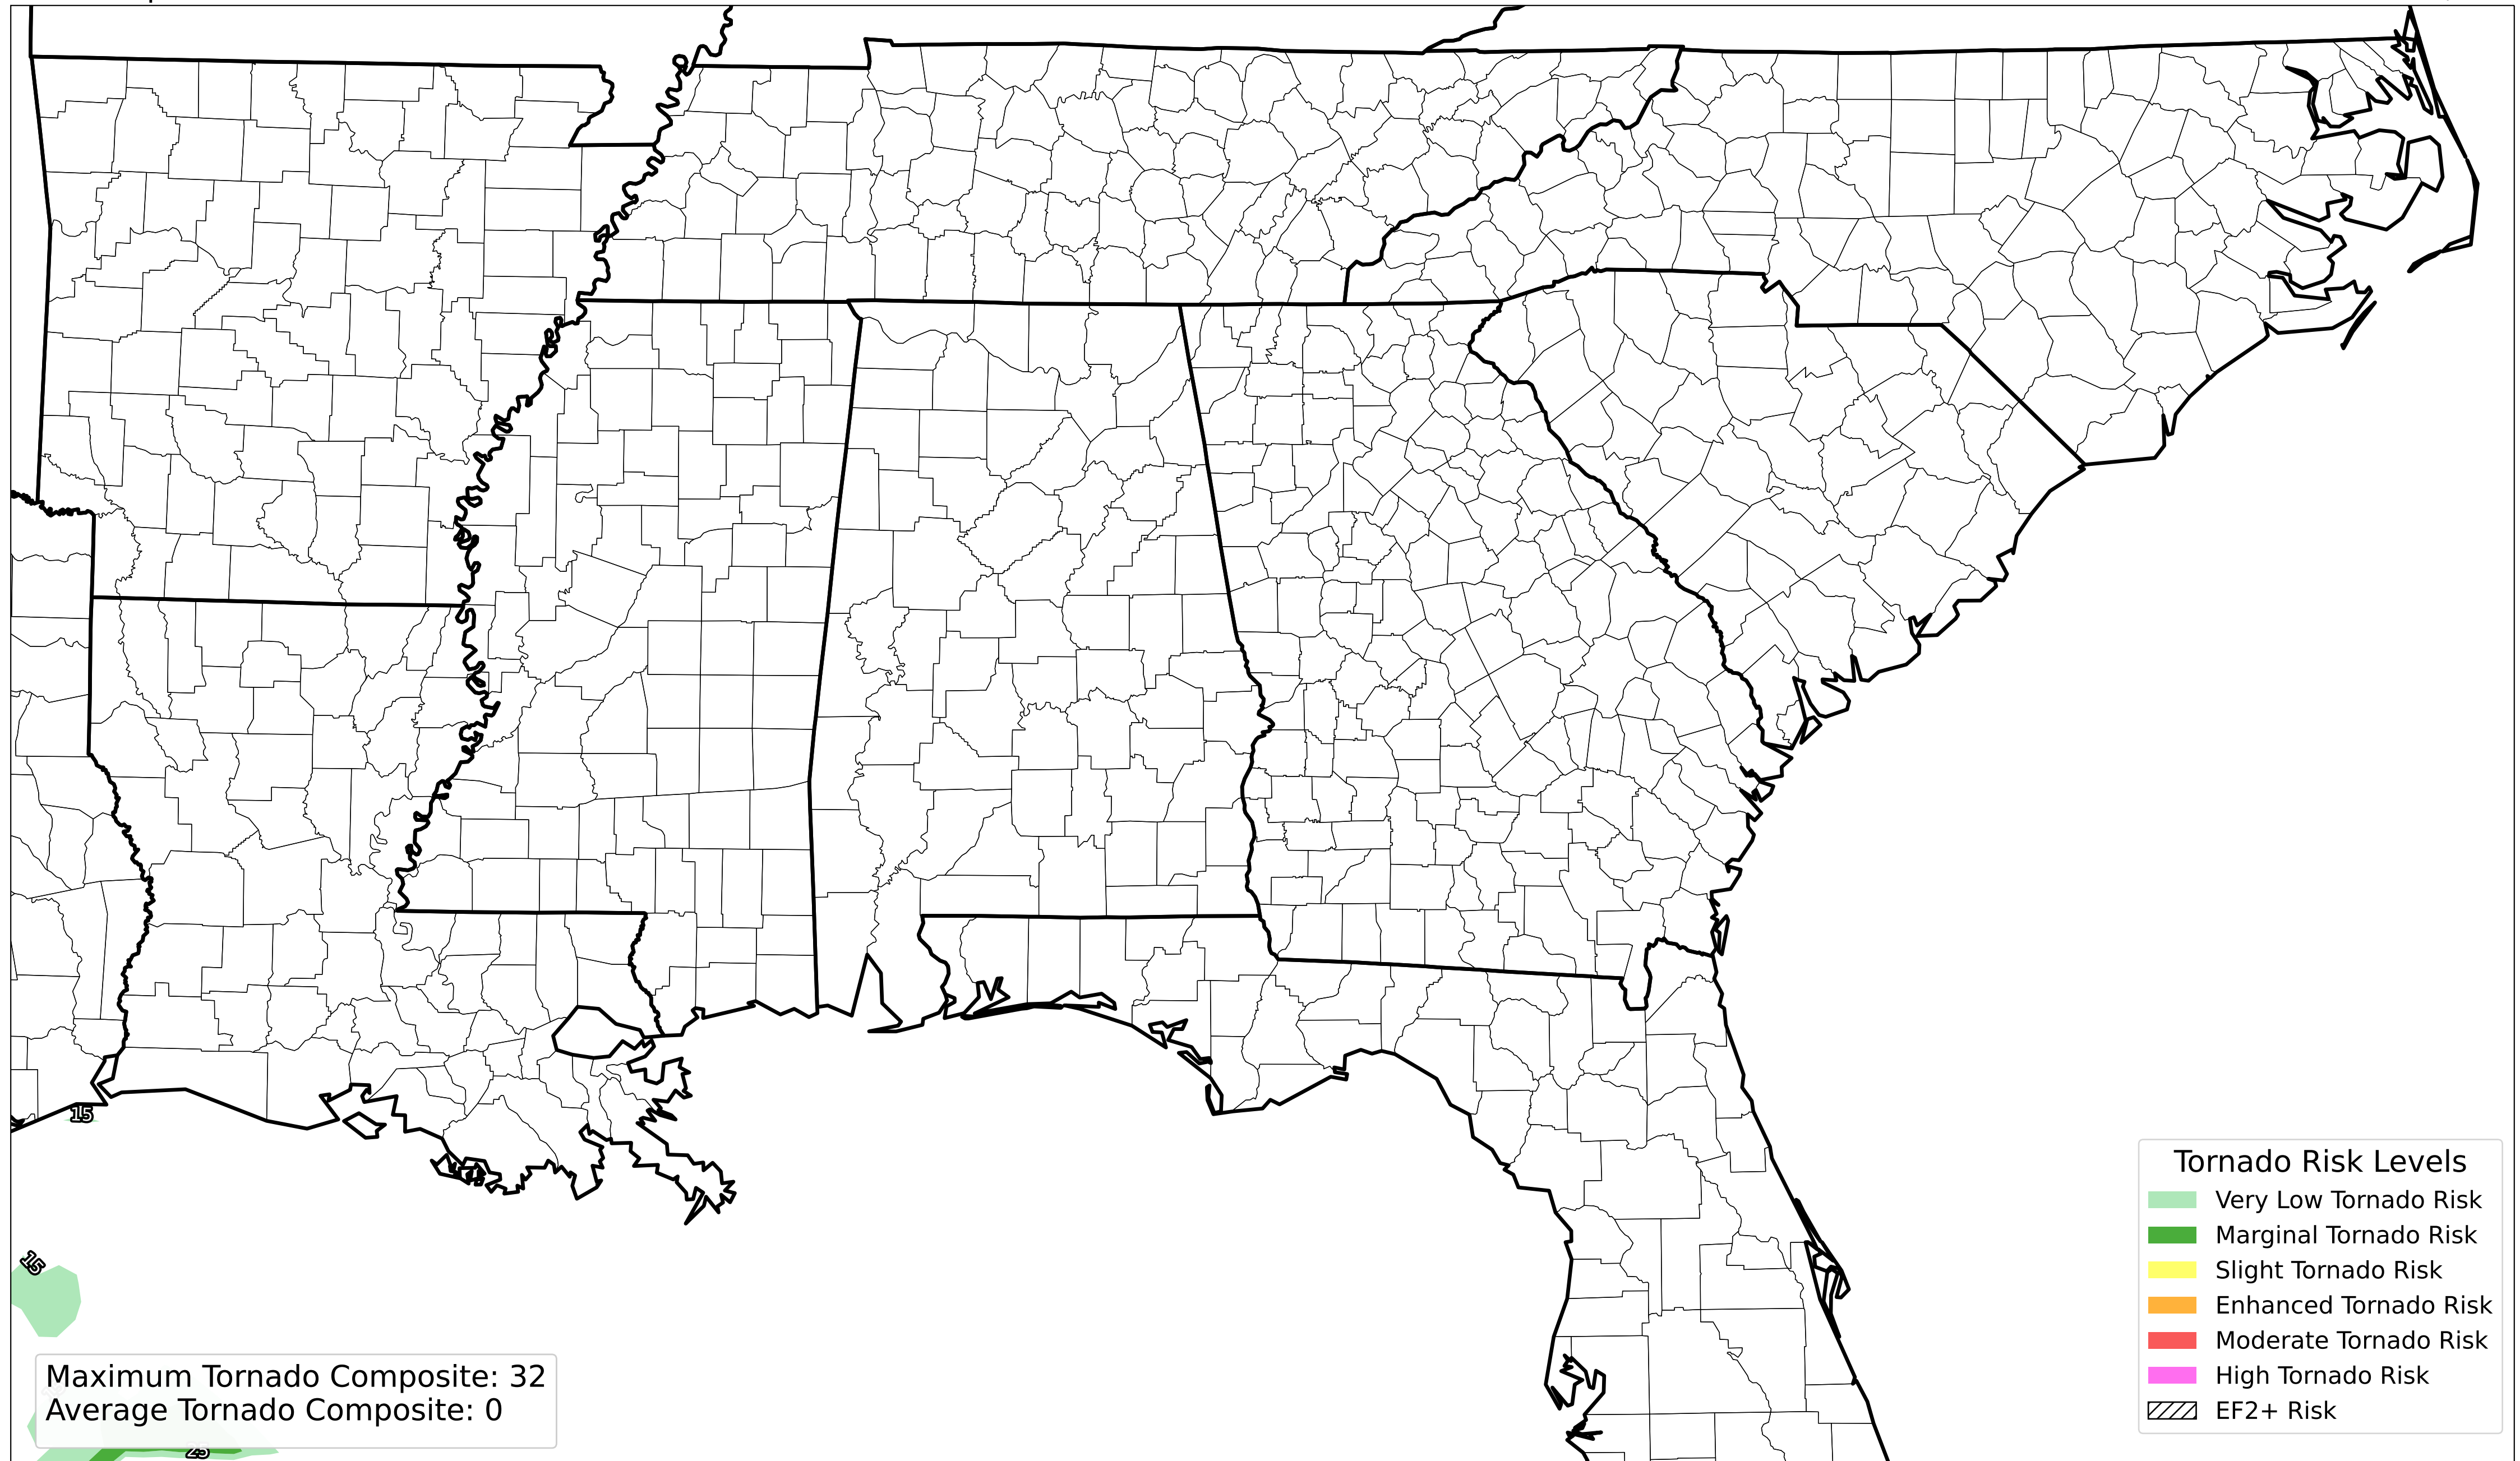 15
15
Maximum Tornado Composite: 32
Average Tornado Composite: 0
25
Tornado Risk Levels
Very Low Tornado Risk
Marginal Tornado Risk
Slight Tornado Risk
Enhanced Tornado Risk
Moderate Tornado Risk
High Tornado Risk
EF2+ Risk